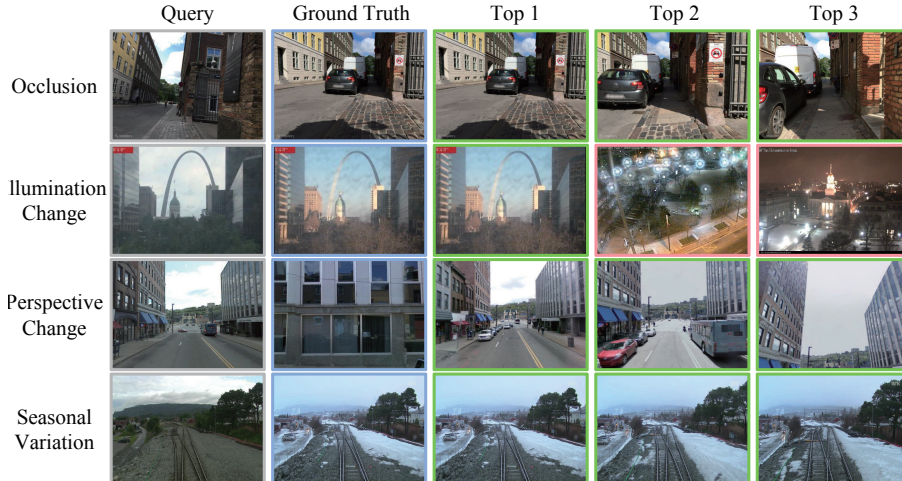 Query Ground Truth Top 1 Top 2 Top 3
Occlusion
llumination
Change
Perspective
Change
Seasonal
Variation